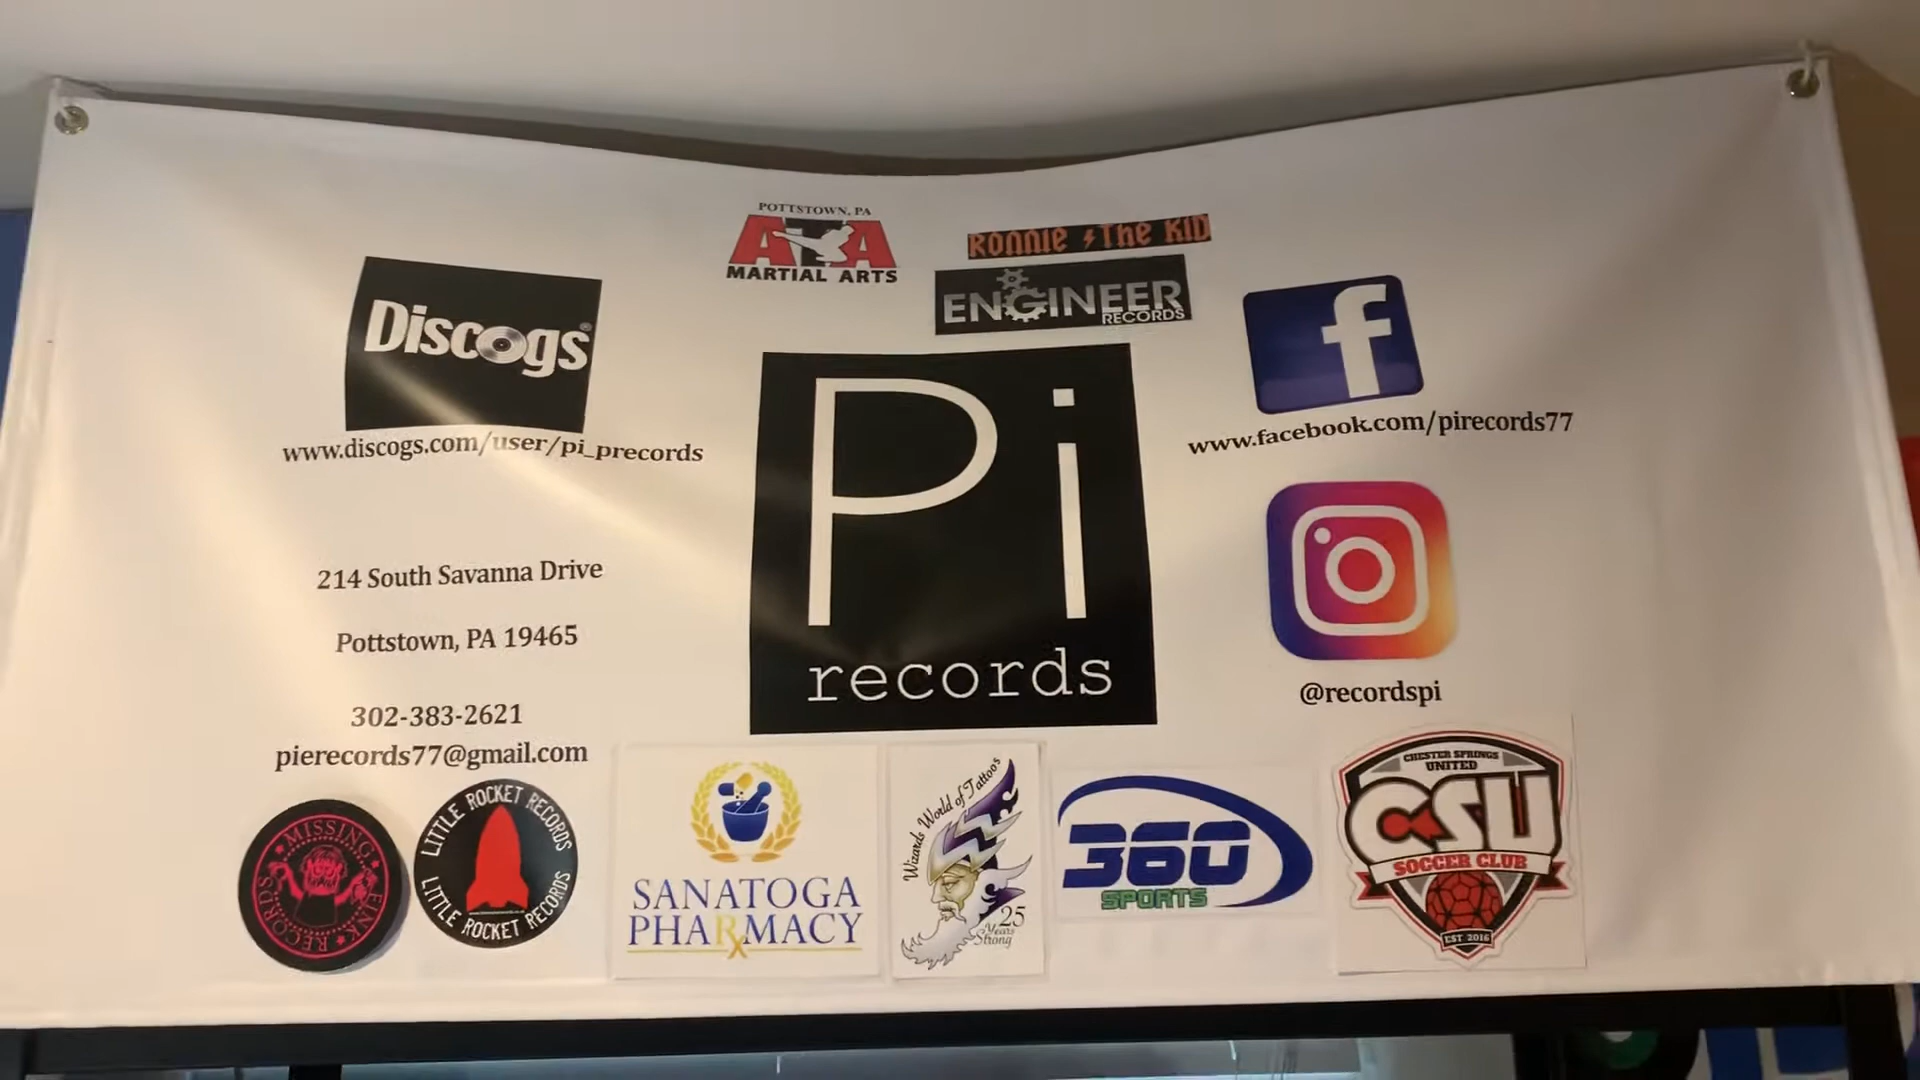 POTTSTOWN, PA
ATA
MARTIAL ARTS
RONNIE THE KID
ENGINEER
RECORDS
Discogs®
www.discogs.com/user/pi_precords
f
www.facebook.com/pirecords77
Pi
records
214 South Savanna Drive
Pottstown, PA 19465
302-383-2621
pierecords77@gmail.com
@recordspi
MISSING FINK RECORDS
LITTLE ROCKET RECORDS
LITTLE ROCKET RECORDS
SANATOGA
PHARMACY
Wizards World of Tattoos
25
Years
Strong
360
SPORTS
CHESTER SPRINGS
UNITED
CSU
SOCCER CLUB
EST 2016